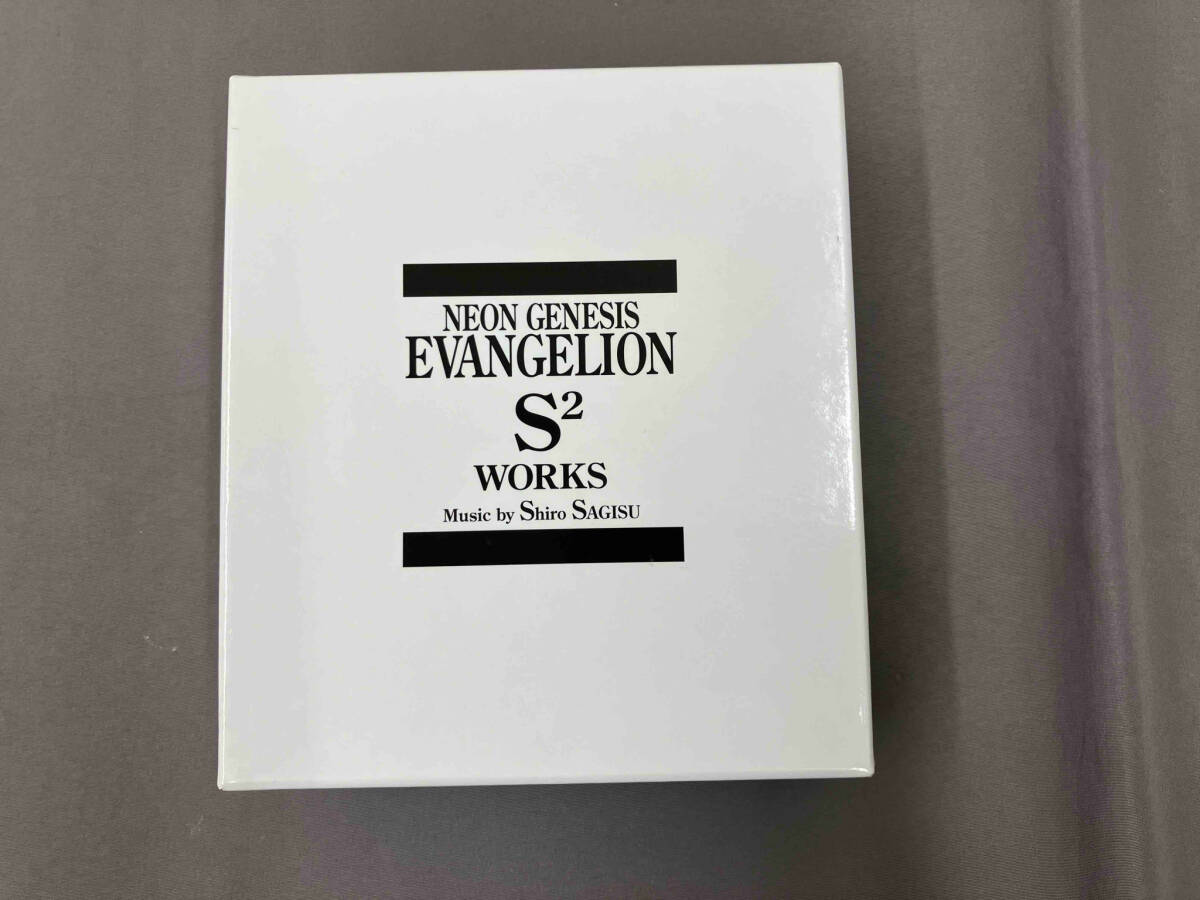 NEON GENESIS
EVANGELION
S²
WORKS
Music by Shiro SAGISU